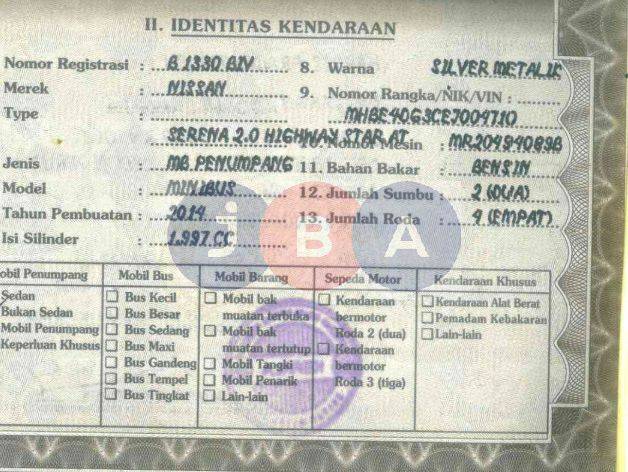 II. IDENTITAS KENDARAAN
Nomor Registrasi : B 1330 BIV 8. Warna SILVER METALIK
Merek : NISSAN 9. Nomor Rangka/NIK/VIN :
Type : MHBE4OG3CEJ004710
SERENA 2.0 HIGHWAY STAR AT 10. Nomor Mesin : MR20494083B
Jenis : MB. PENUMPANG 11. Bahan Bakar : BENSIN
Model : MINIBUS 12. Jumlah Sumbu : 2 (DUA)
Tahun Pembuatan : 2014 13. Jumlah Roda : 4 (EMPAT)
Isi Silinder : 1.997 CC
JBA
obil Penumpang Mobil Bus Mobil Barang Sepeda Motor Kendaraan Khusus
Sedan Bus Kecil Mobil bak Kendaraan Kendaraan Alat Berat
Bukan Sedan Bus Besar muatan terbuka bermotor Pemadam Kebakaran
Mobil Penumpang Bus Sedang Mobil bak Roda 2 (dua) Lain-lain
Keperluan Khusus Bus Maxi muatan tertutup Kendaraan
Bus Gandeng Mobil Tangki bermotor
Bus Tempel Mobil Penarik Roda 3 (tiga)
Bus Tingkat Lain-lain